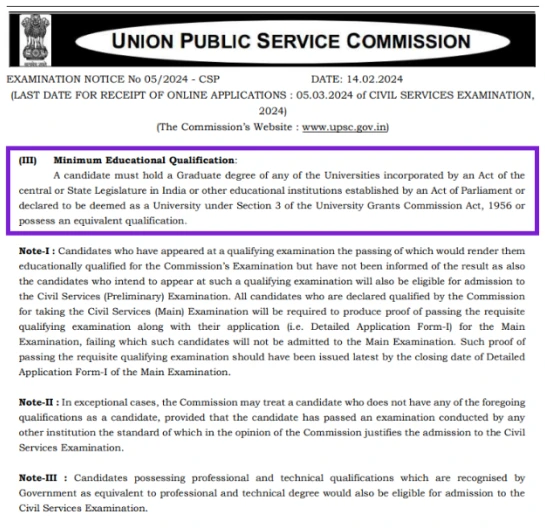 UNION PUBLIC SERVICE COMMISSION
EXAMINATION NOTICE No 05/2024 - CSP DATE: 14.02.2024
(LAST DATE FOR RECEIPT OF ONLINE APPLICATIONS : 05.03.2024 of CIVIL SERVICES EXAMINATION,
2024)
(The Commission's Website : www.upsc.gov.in)
(III) Minimum Educational Qualification:
A candidate must hold a Graduate degree of any of the Universities incorporated by an Act of the
central or State Legislature in India or other educational institutions established by an Act of Parliament or
declared to be deemed as a University under Section 3 of the University Grants Commission Act, 1956 or
possess an equivalent qualification.
Note-I : Candidates who have appeared at a qualifying examination the passing of which would render them
educationally qualified for the Commission's Examination but have not been informed of the result as also
the candidates who intend to appear at such a qualifying examination will also be eligible for admission to
the Civil Services (Preliminary) Examination. All candidates who are declared qualified by the Commission
for taking the Civil Services (Main) Examination will be required to produce proof of passing the requisite
qualifying examination along with their application (i.e. Detailed Application Form-I) for the Main
Examination, failing which such candidates will not be admitted to the Main Examination. Such proof of
passing the requisite qualifying examination should have been issued latest by the closing date of Detailed
Application Form-I of the Main Examination.
Note-II : In exceptional cases, the Commission may treat a candidate who does not have any of the foregoing
qualifications as a candidate, provided that the candidate has passed an examination conducted by any
other institution the standard of which in the opinion of the Commission justifies the admission to the Civil
Services Examination.
Note-III : Candidates possessing professional and technical qualifications which are recognised by
Government as equivalent to professional and technical degree would also be eligible for admission to the
Civil Services Examination.